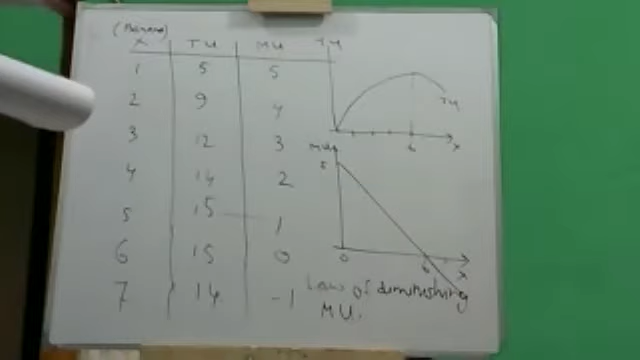 X TU MU TU
1 5 5
2 9 4
3 12 3
4 14 2
5 15 1
6 15 0
7 14 -1
TU
6 X
MU
5
0 6 X
Law of diminishing
MU.